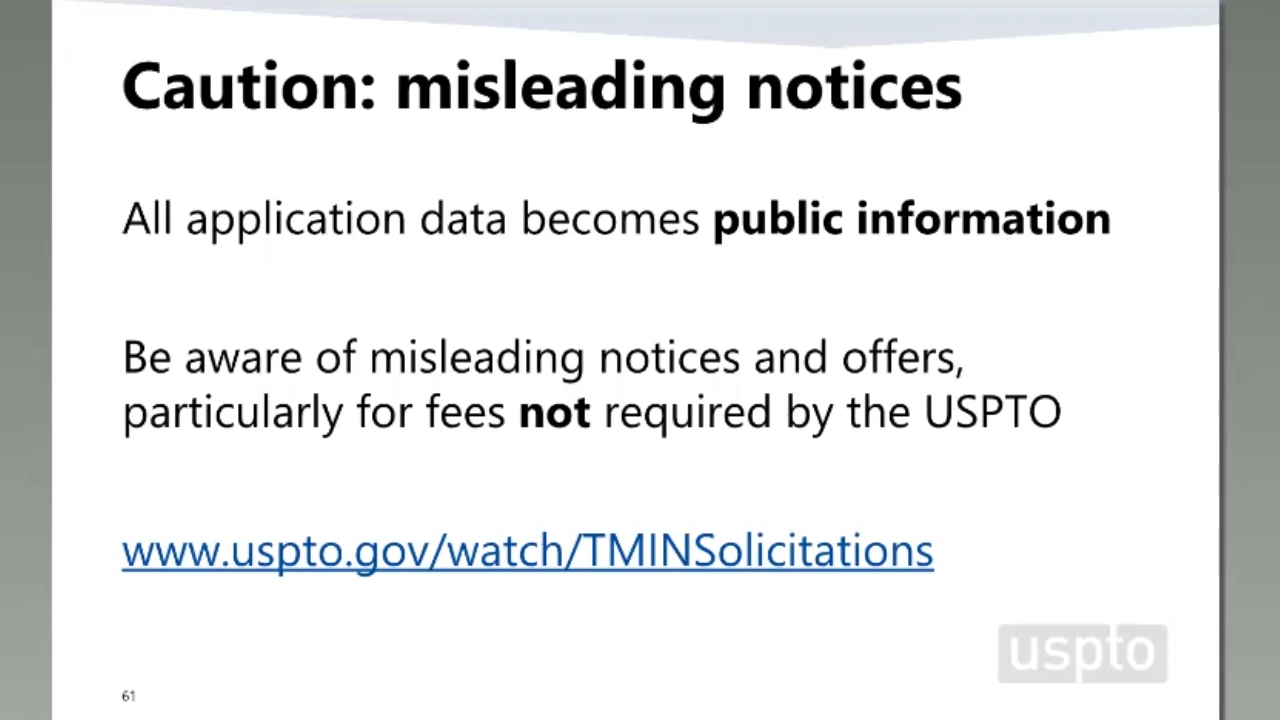 Caution: misleading notices
All application data becomes public information
Be aware of misleading notices and offers,
particularly for fees not required by the USPTO
www.uspto.gov/watch/TMINSolicitations
uspto
61